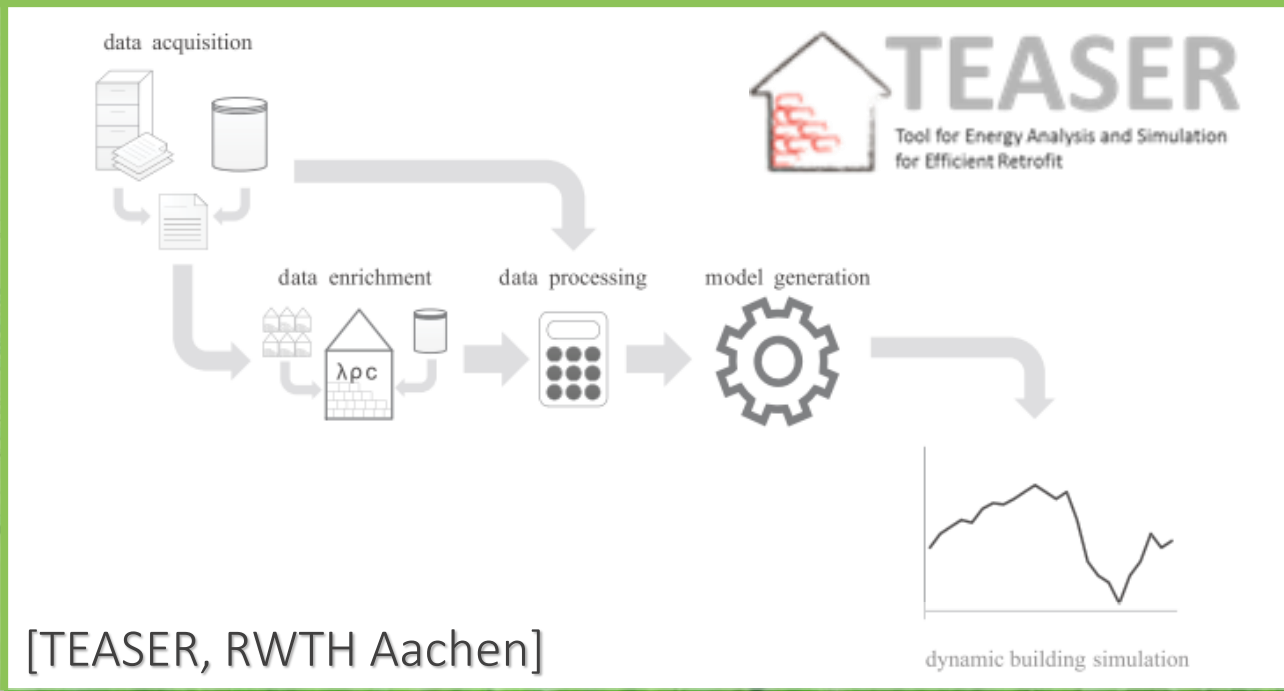 data acquisition
TEASER
Tool for Energy Analysis and Simulation
for Efficient Retrofit
data enrichment
data processing
model generation
λρc
dynamic building simulation
[TEASER, RWTH Aachen]